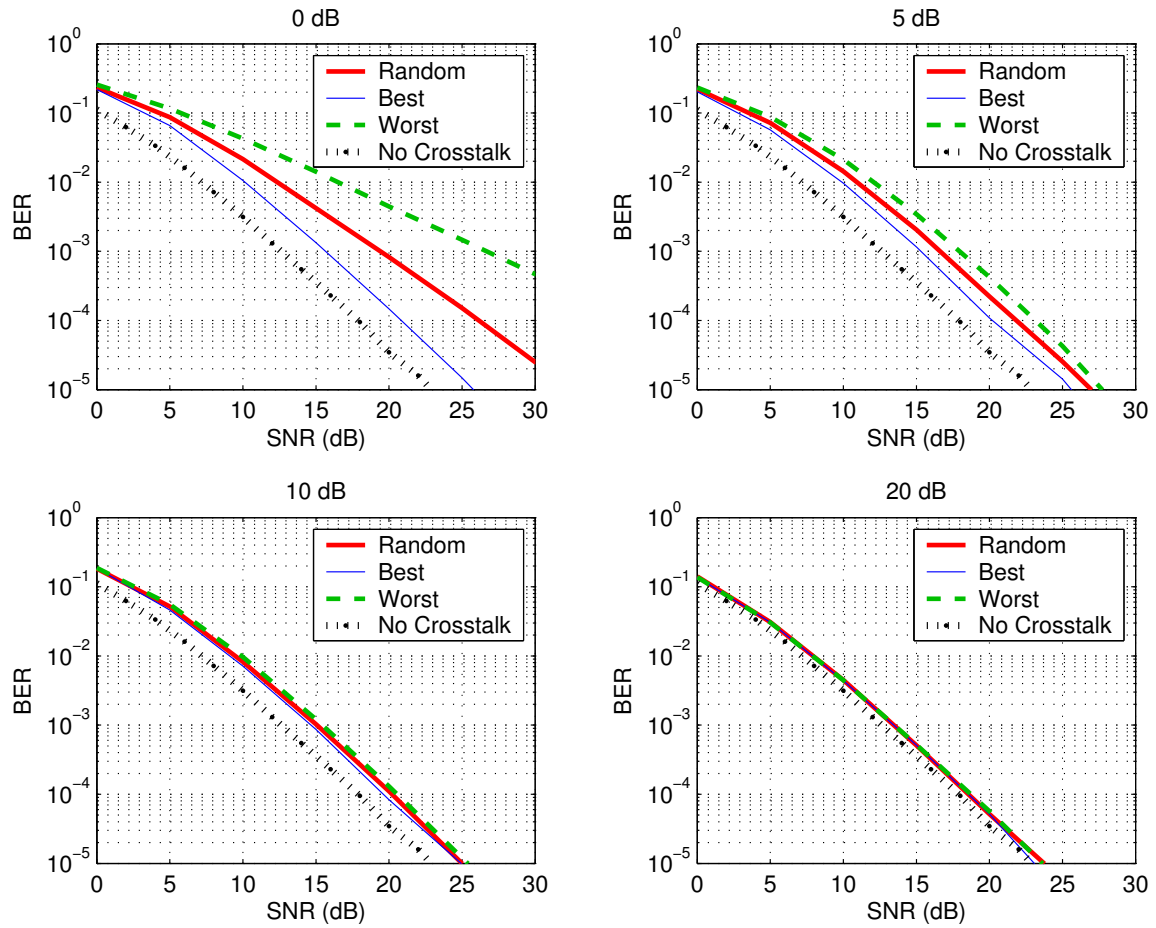 0 dB
10^0
10^-1
10^-2
10^-3
10^-4
10^-5
BER
0 5 10 15 20 25 30
SNR (dB)
Random
Best
Worst
No Crosstalk
5 dB
10^0
10^-1
10^-2
10^-3
10^-4
10^-5
BER
0 5 10 15 20 25 30
SNR (dB)
Random
Best
Worst
No Crosstalk
10 dB
10^0
10^-1
10^-2
10^-3
10^-4
10^-5
BER
0 5 10 15 20 25 30
SNR (dB)
Random
Best
Worst
No Crosstalk
20 dB
10^0
10^-1
10^-2
10^-3
10^-4
10^-5
BER
0 5 10 15 20 25 30
SNR (dB)
Random
Best
Worst
No Crosstalk